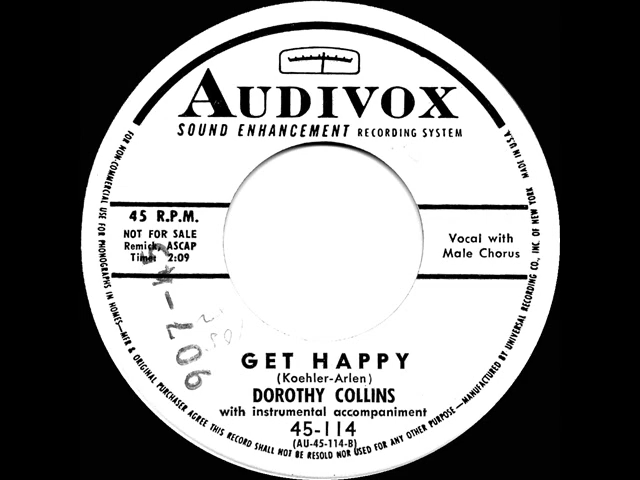 AUDIVOX
SOUND ENHANCEMENT RECORDING SYSTEM
45 R.P.M.
NOT FOR SALE
Remick, ASCAP
Time: 2:09
Vocal with
Male Chorus
GET HAPPY
(Koehler-Arlen)
DOROTHY COLLINS
with instrumental accompaniment
45-114
(AU-45-114-B)
FOR NON-COMMERCIAL USE FOR PHONOGRAPHS IN HOMES—MFR & ORIGINAL PURCHASER AGREE THIS RECORD SHALL NOT BE RESOLD NOR USED FOR ANY OTHER PURPOSE—MANUFACTURED BY UNIVERSAL RECORDING CO., INC. OF NEW YORK MADE IN U.S.A.